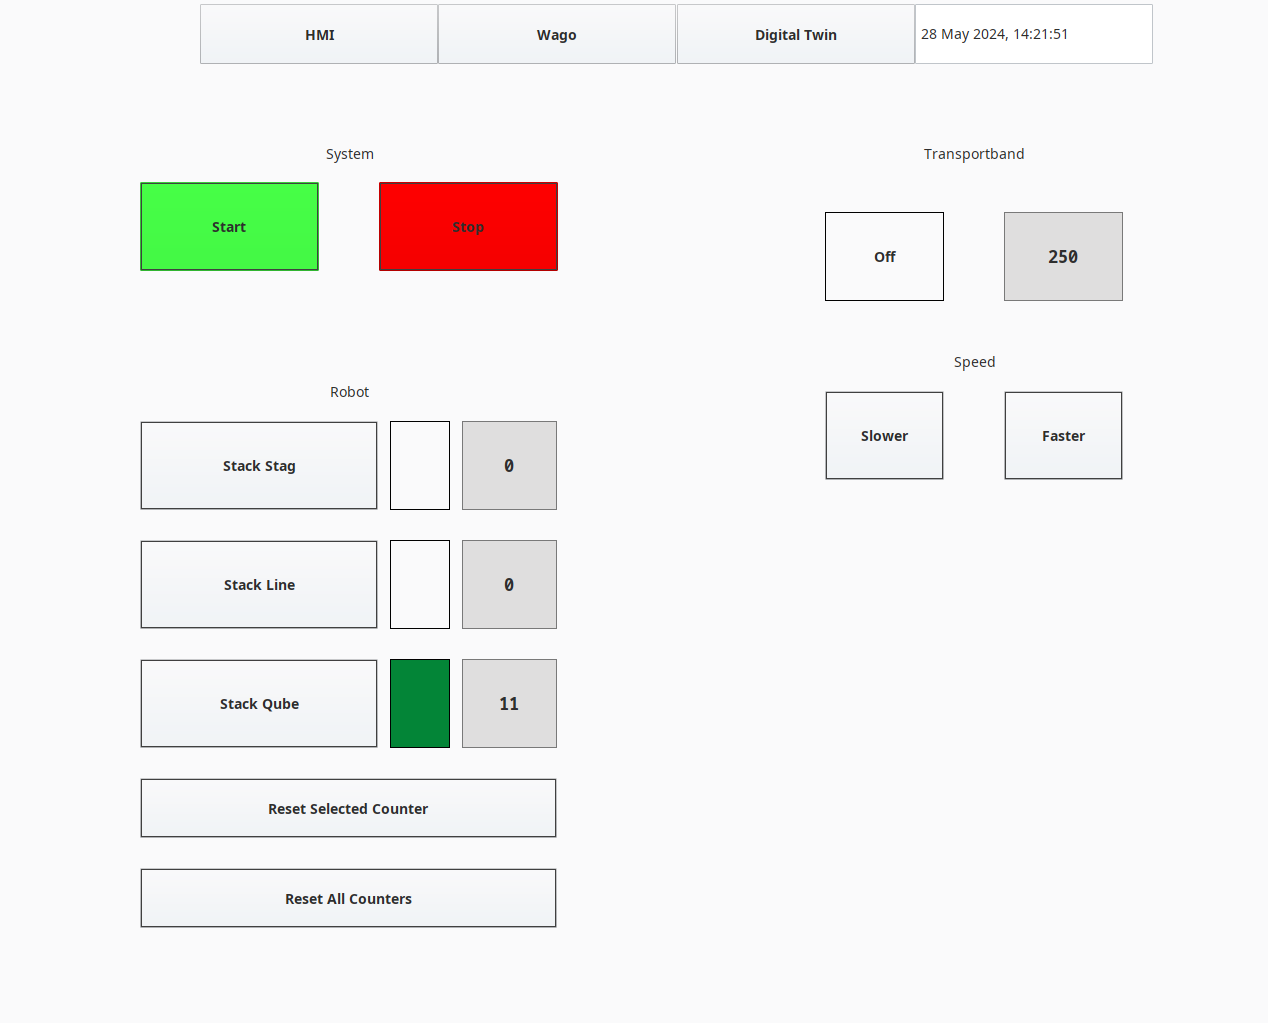 HMI
Wago
Digital Twin
28 May 2024, 14:21:51
System
Start
Stop
Transportband
Off
250
Speed
Slower
Faster
Robot
Stack Stag
0
Stack Line
0
Stack Qube
11
Reset Selected Counter
Reset All Counters